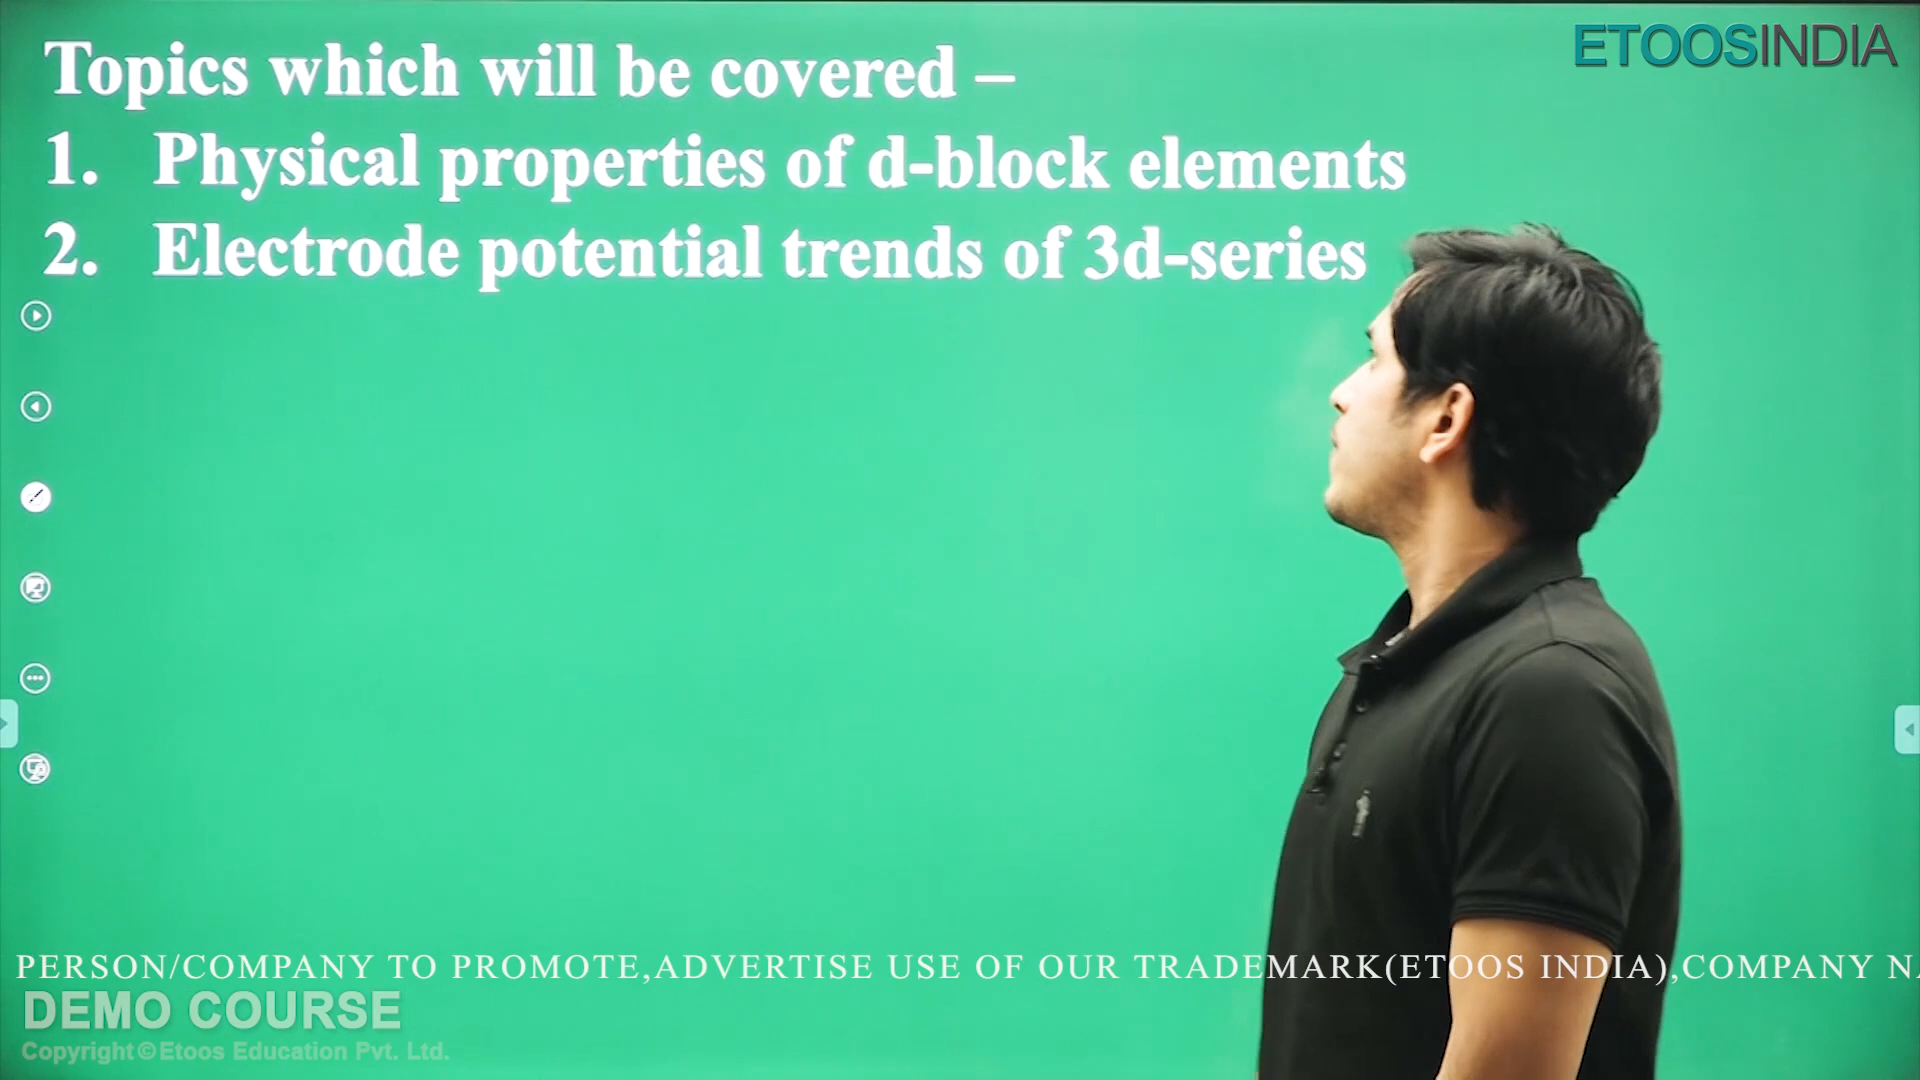 ETOOSINDIA
Topics which will be covered –
1. Physical properties of d-block elements
2. Electrode potential trends of 3d-series
PERSON/COMPANY TO PROMOTE,ADVERTISE USE OF OUR TRADEMARK(ETOOS INDIA),COMPANY
DEMO COURSE
Copyright©Etoos Education Pvt. Ltd.